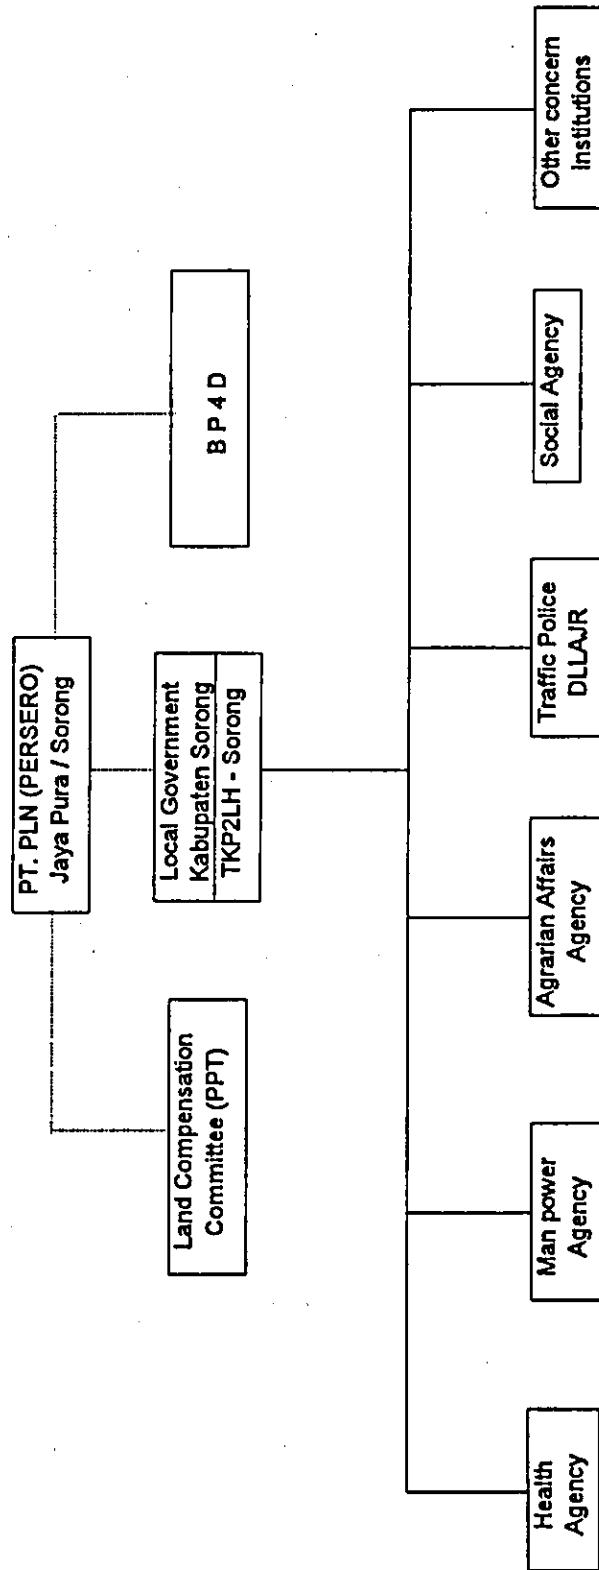 PT. PLN (PERSERO)
Jaya Pura / Sorong
Land Compensation
Committee (PPT)
Local Government
Kabupaten Sorong
TKP2LH - Sorong
B P 4 D
Health
Agency
Man power
Agency
Agrarian Affairs
Agency
Traffic Police
DLLAJR
Social Agency
Other concern
Institutions